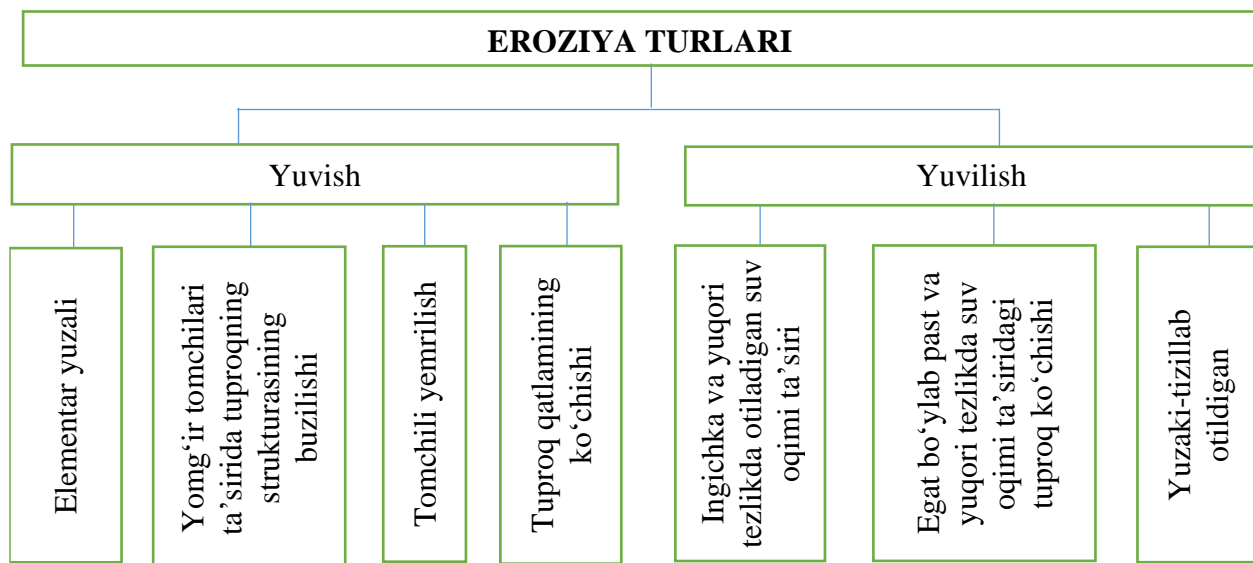 EROZIYA TURLARI
Yuvish
Yuvilish
Elementar yuzali
Yomg‘ir tomchilari
ta’sirida tuproqning
strukturasining
buzilishi
Tomchili yemrilish
Tuproq qatlamining
ko‘chishi
Ingichka va yuqori
tezlikda otiladigan suv
oqimi ta’siri
Egat bo‘ylab past va
yuqori tezlikda suv
oqimi ta’siridagi
tuproq ko‘chishi
Yuzaki-tizillab
otildigan